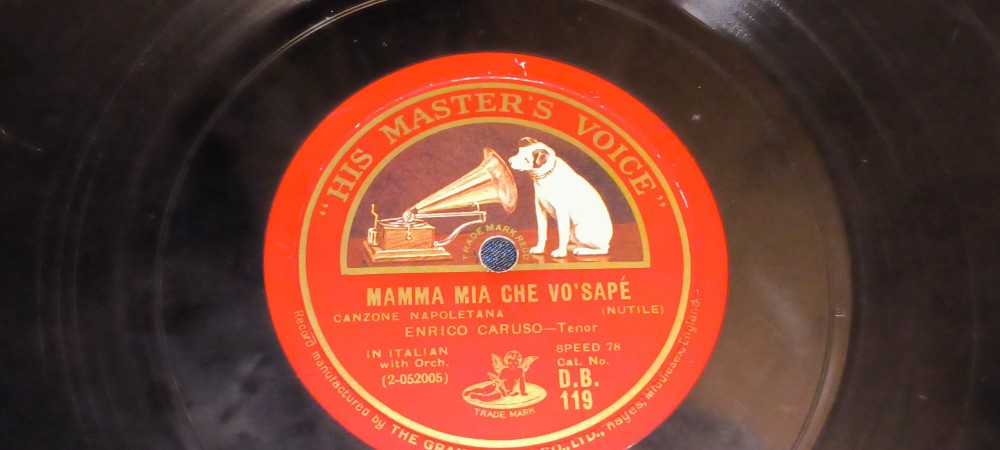 "HIS MASTER'S VOICE"
TRADE MARK REGD
MAMMA MIA CHE VO'SAPÉ
CANZONE NAPOLETANA (NUTILE)
ENRICO CARUSO—Tenor
IN ITALIAN
with Orch.
(2-052005)
SPEED 78
Cat. No.
D.B.
119
TRADE MARK
Record manufactured by THE CO., LTD., Hayes, Middlesex, England.